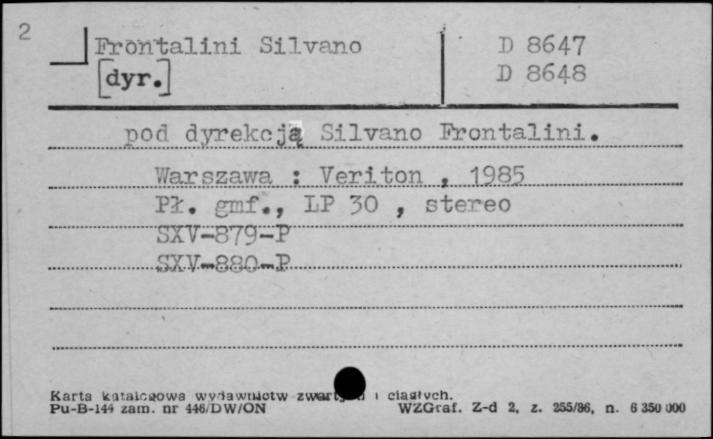 2
Frontalini Silvano D 8647
[dyr.] D 8648
pod dyrekcją Silvano Frontalini.
Warszawa : Veriton , 1985
Pł. gmf., LP 30 , stereo
SXV-879-P
SXV-880-P
Karta katalogowa wydawnictw i ciągłych.
Pu-B-144 zam. nr 446/DW/ON WZGraf. Z-d 2, z. 255/86, n. 6 350 000